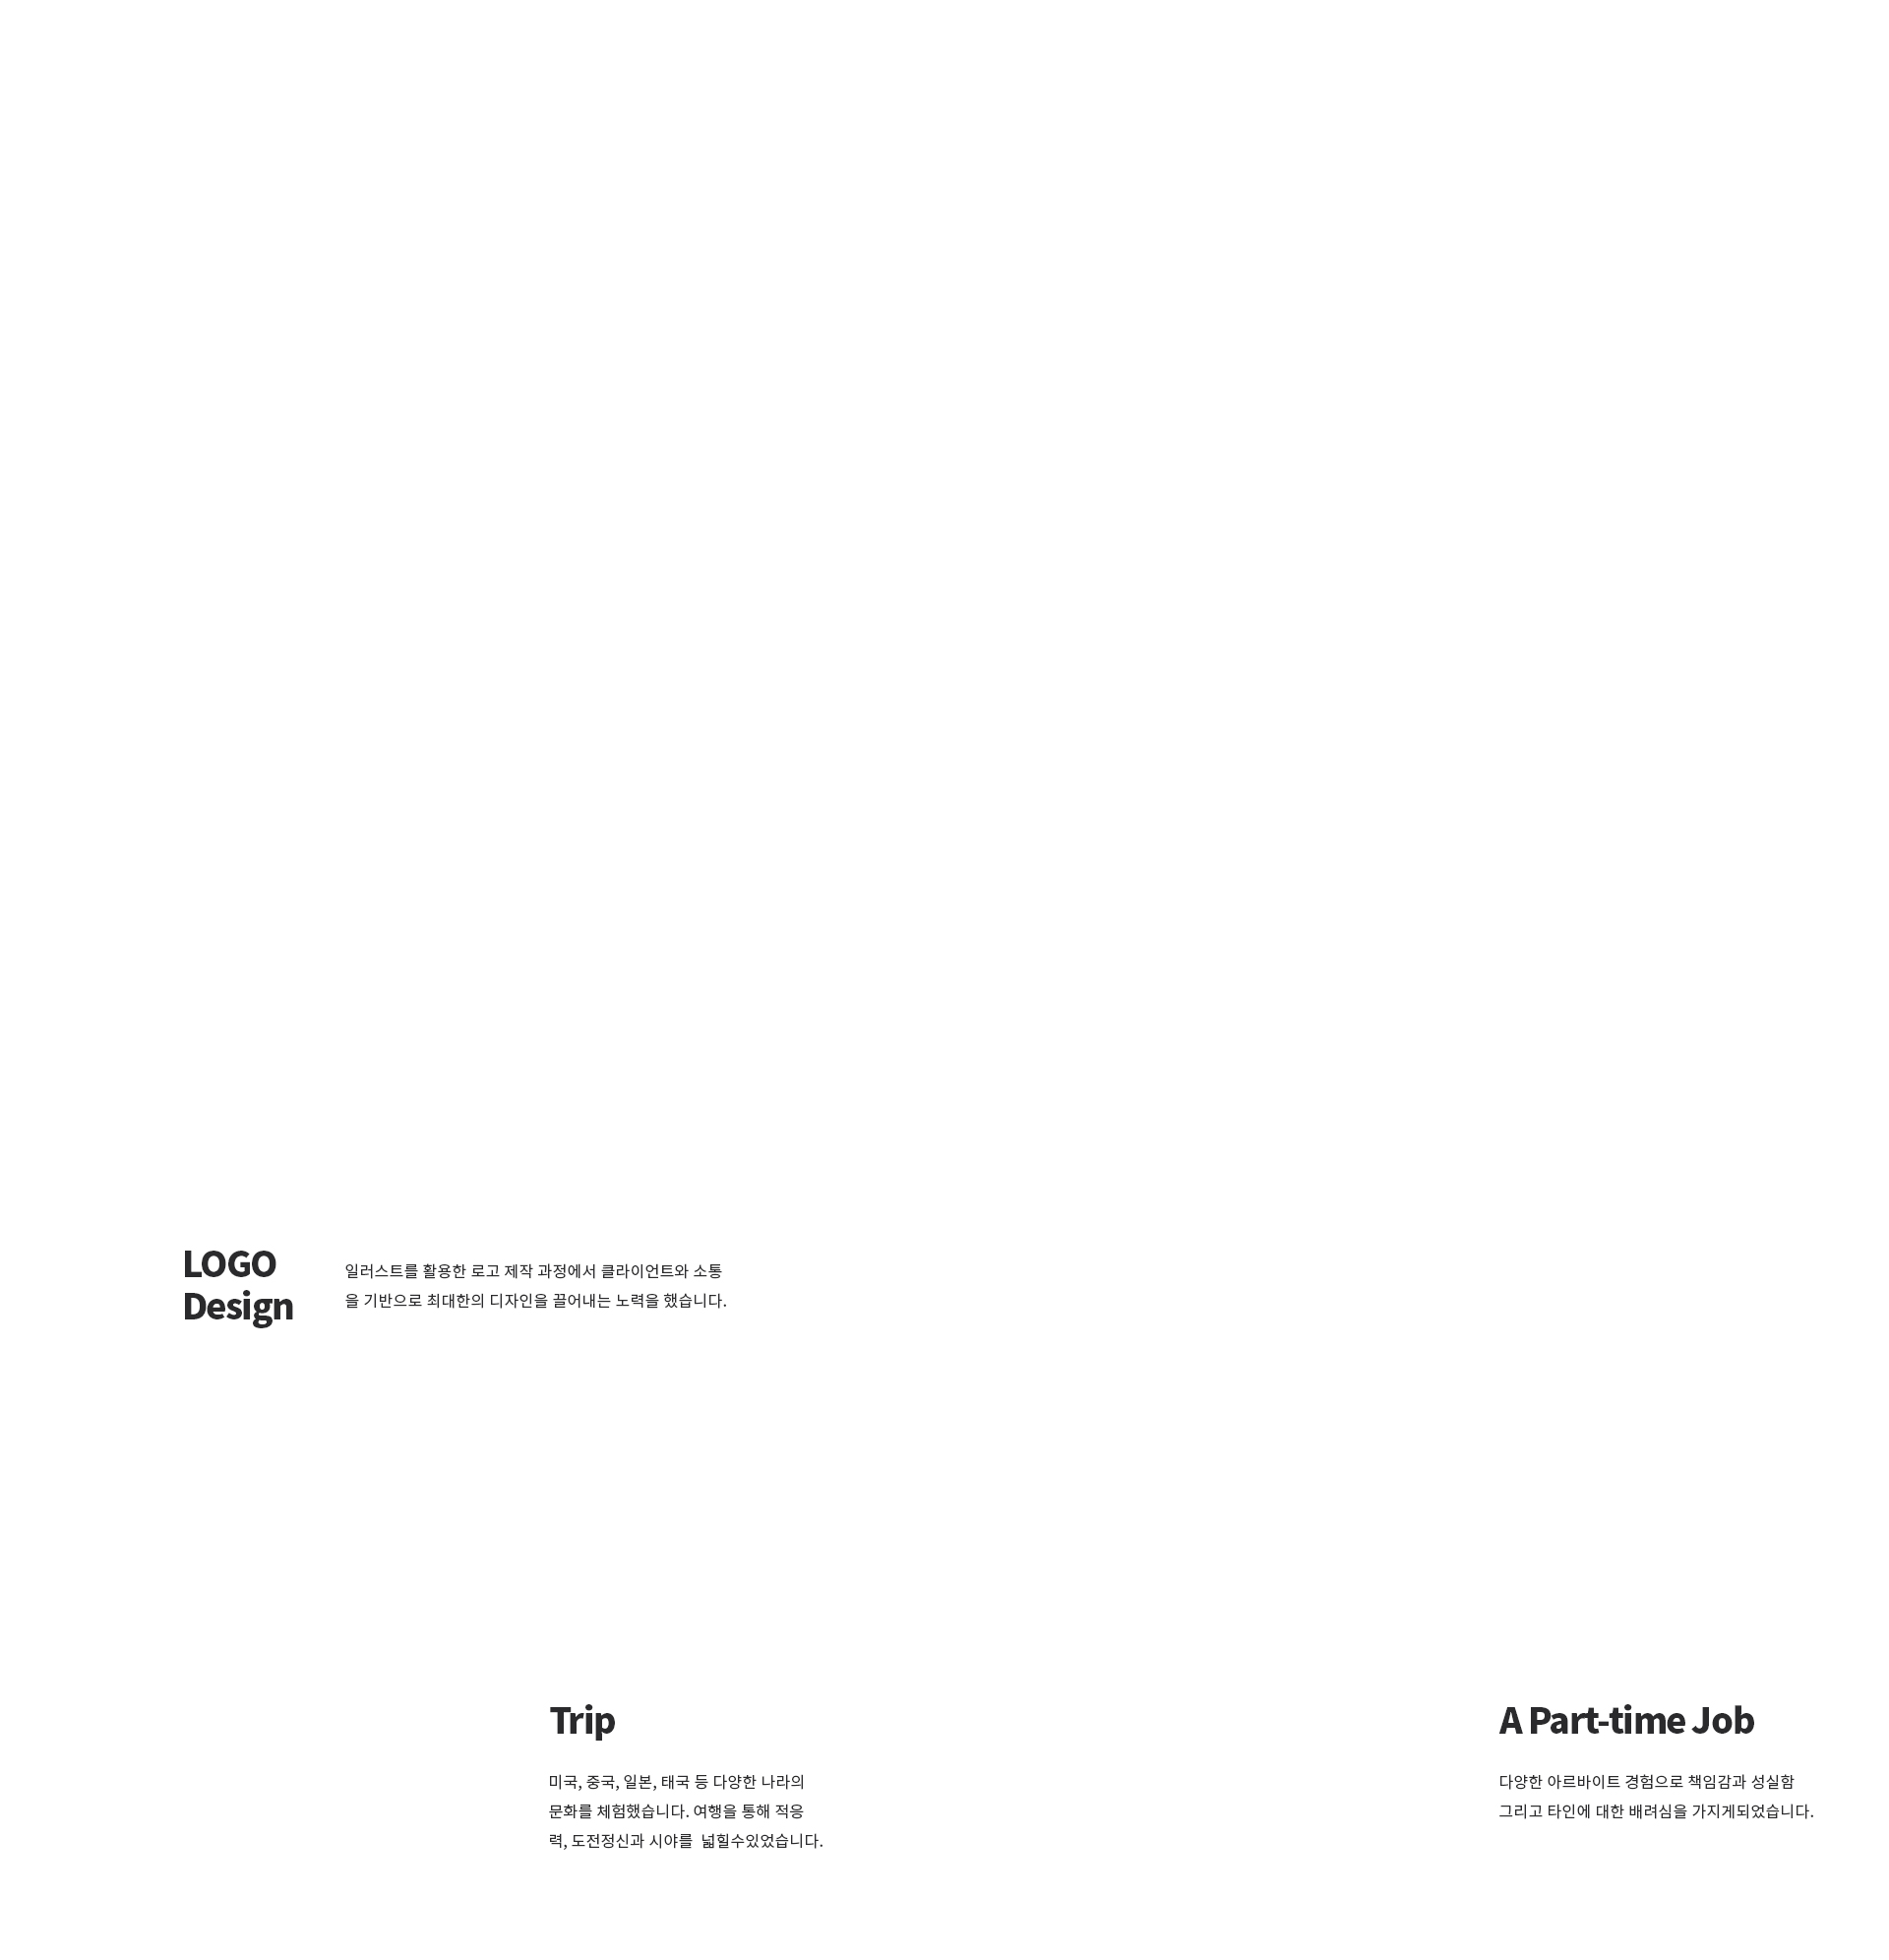 LOGO
Design
일러스트를 활용한 로고 제작 과정에서 클라이언트와 소통
을 기반으로 최대한의 디자인을 끌어내는 노력을 했습니다.
Trip
미국, 중국, 일본, 태국 등 다양한 나라의
문화를 체험했습니다. 여행을 통해 적응
력, 도전정신과 시야를  넓힐수있었습니다.
A Part-time Job
다양한 아르바이트 경험으로 책임감과 성실함
그리고 타인에 대한 배려심을 가지게되었습니다.